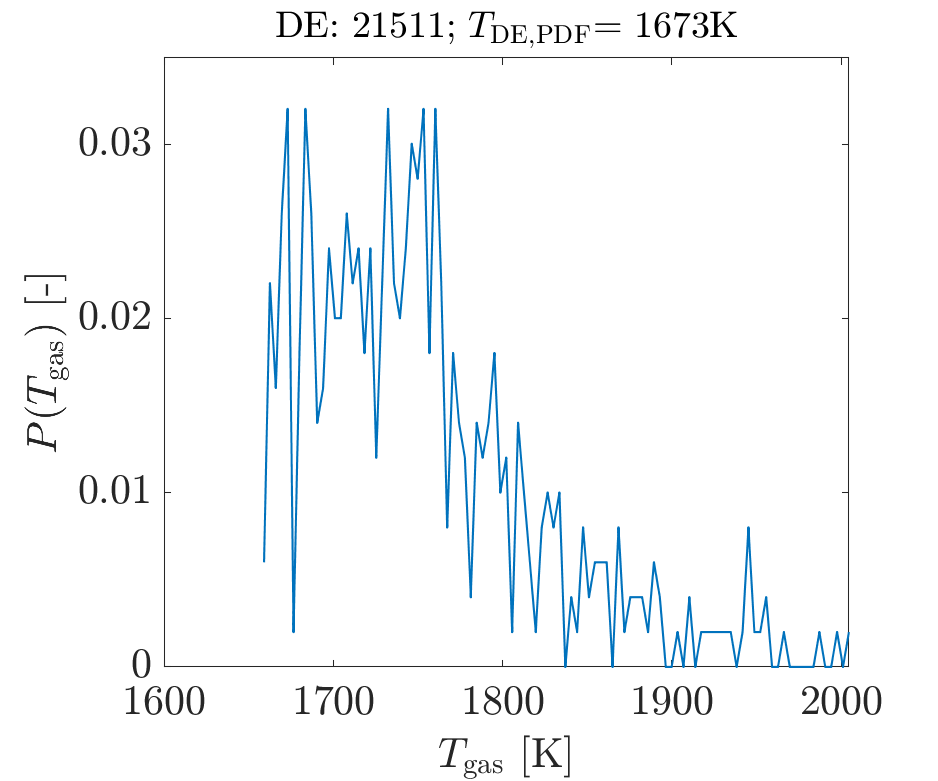 DE: 21511; T_DE,PDF= 1673K
0.03
0.02
0.01
0
P(T_gas) [-]
1600 1700 1800 1900 2000
T_gas [K]